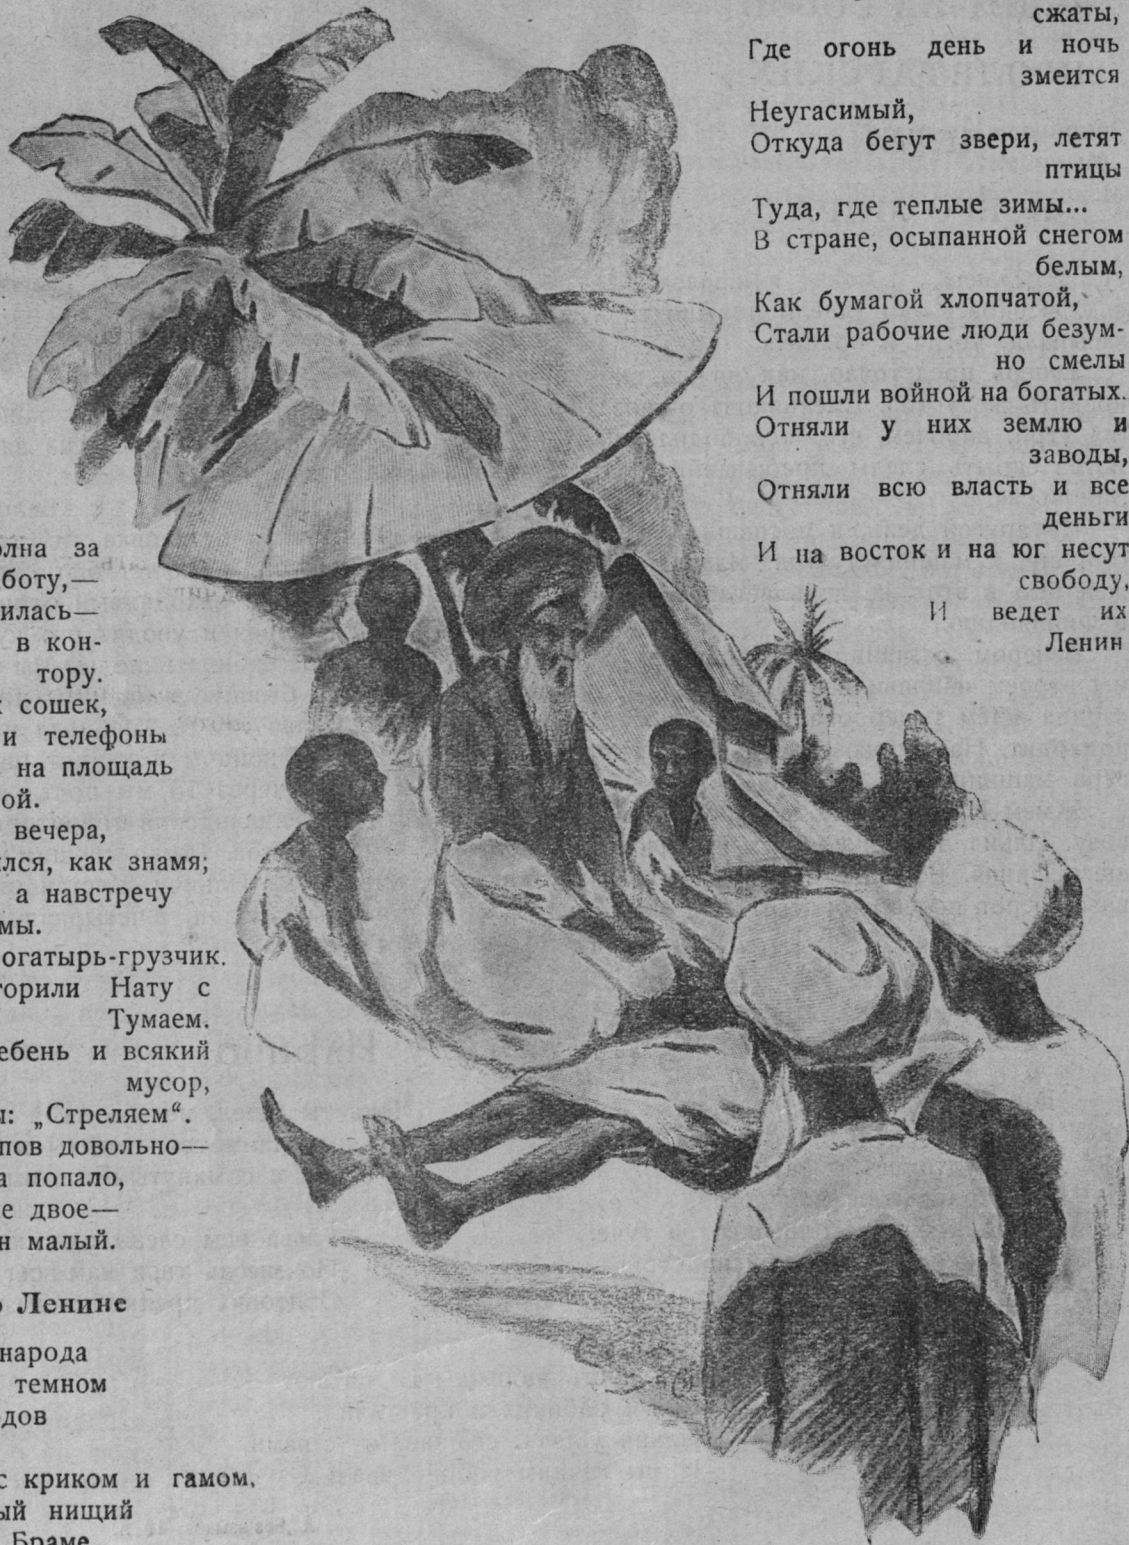 олна за
боту,—
илась—
в кон-
тору.
х сошек,
и телефоны
на площадь
ой.
вечера,
лся, как знамя;
а навстречу
мы.
огатырь-грузчик.
торили Нату с
Тумаем.
ебень и всякий
мусор,
ы: „Стреляем“.
пов довольно—
а попало,
е двое—
н малый.
о Ленине
народа
темном
дов
с криком и гамом,
ый нищий
Браме
сжаты,
Где огонь день и ночь
змеится
Неугасимый,
Откуда бегут звери, летят
птицы
Туда, где теплые зимы...
В стране, осыпанной снегом
белым,
Как бумагой хлопчатой,
Стали рабочие люди безум-
но смелы
И пошли войной на богатых.
Отняли у них землю и
заводы,
Отняли всю власть и все
деньги
И на восток и на юг несут
свободу,
И ведет их
Ленин